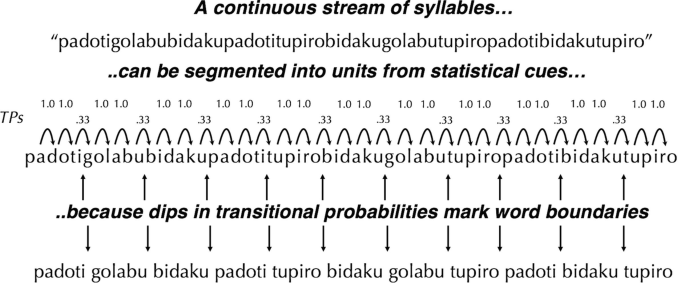 A continuous stream of syllables…
“padotigolabubidakupadotitupirobidakugolabutupiropadotibidakutupiro”
..can be segmented into units from statistical cues…
1.0 1.0 1.0 1.0 1.0 1.0 1.0 1.0 1.0 1.0 1.0 1.0 1.0 1.0 1.0 1.0 1.0 1.0 1.0 1.0 1.0 1.0
TPs .33 .33 .33 .33 .33 .33 .33 .33 .33 .33
padotigolabubidakupadotitupirobidakugolabutupiropadotibidakutupiro
..because dips in transitional probabilities mark word boundaries
padoti golabu bidaku padoti tupiro bidaku golabu tupiro padoti bidaku tupiro